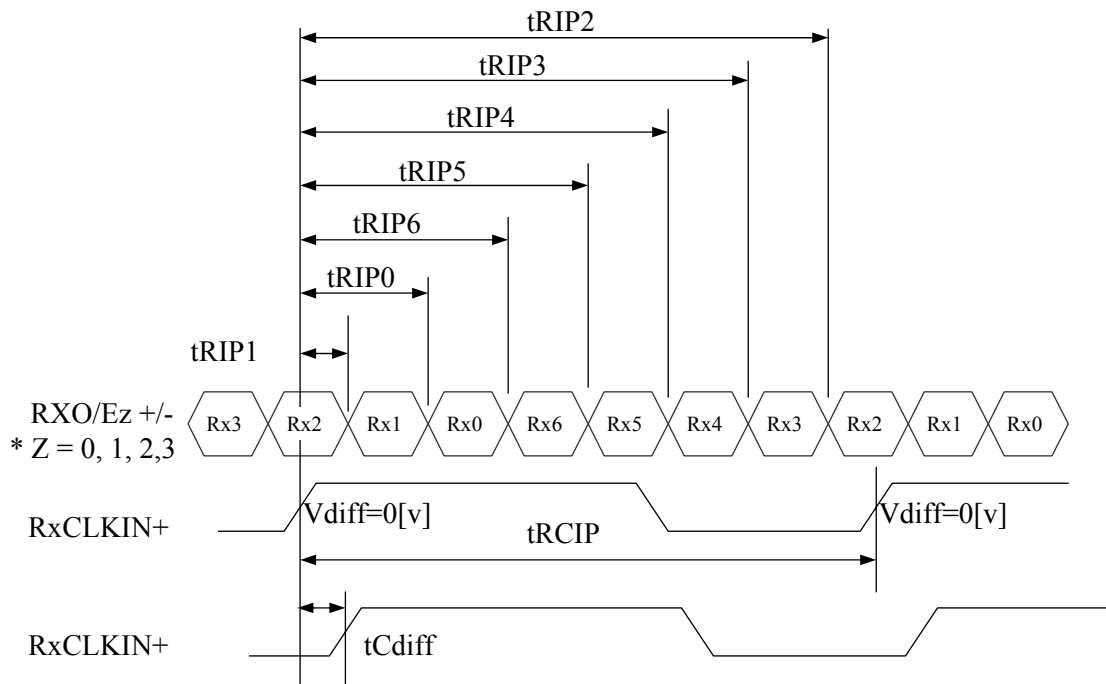 tRIP2
tRIP3
tRIP4
tRIP5
tRIP6
tRIP0
tRIP1
RXO/Ez +/-
* Z = 0, 1, 2,3
Rx3 Rx2 Rx1 Rx0 Rx6 Rx5 Rx4 Rx3 Rx2 Rx1 Rx0
RxCLKIN+
Vdiff=0[v] Vdiff=0[v]
tRCIP
RxCLKIN+
tCdiff